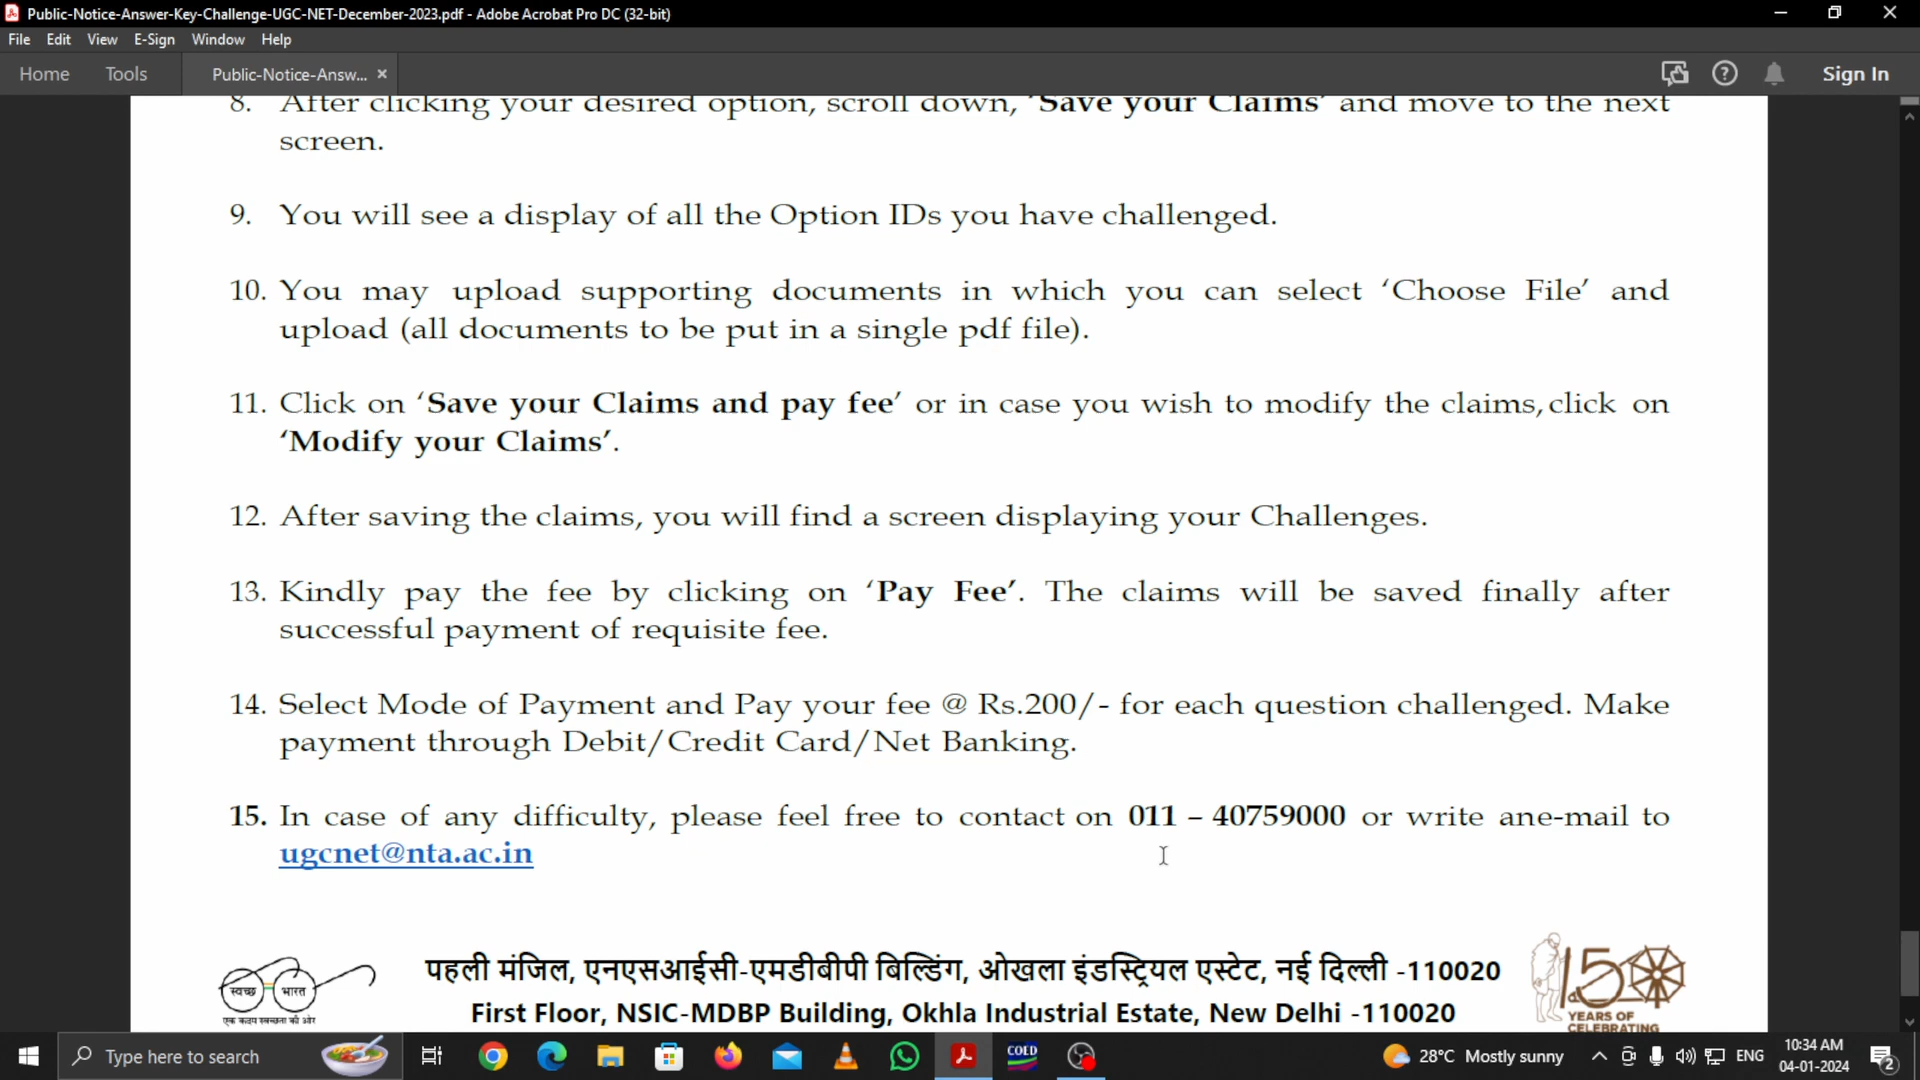 Public-Notice-Answer-Key-Challenge-UGC-NET-December-2023.pdf - Adobe Acrobat Pro DC (32-bit)
File Edit View E-Sign Window Help
Home Tools Public-Notice-Answ... × Sign In
8. After clicking your desired option, scroll down, ‘Save your Claims’ and move to the next
screen.
9. You will see a display of all the Option IDs you have challenged.
10. You may upload supporting documents in which you can select ‘Choose File’ and
upload (all documents to be put in a single pdf file).
11. Click on ‘Save your Claims and pay fee’ or in case you wish to modify the claims, click on
‘Modify your Claims’.
12. After saving the claims, you will find a screen displaying your Challenges.
13. Kindly pay the fee by clicking on ‘Pay Fee’. The claims will be saved finally after
successful payment of requisite fee.
14. Select Mode of Payment and Pay your fee @ Rs.200/- for each question challenged. Make
payment through Debit/Credit Card/Net Banking.
15. In case of any difficulty, please feel free to contact on 011 – 40759000 or write ane-mail to
ugcnet@nta.ac.in
स्वच्छ भारत
एक कदम स्वच्छता की ओर
पहली मंजिल, एनएसआईसी-एमडीबीपी बिल्डिंग, ओखला इंडस्ट्रियल एस्टेट, नई दिल्ली -110020
First Floor, NSIC-MDBP Building, Okhla Industrial Estate, New Delhi -110020
150
YEARS OF
CELEBRATING
Type here to search
COED
28°C Mostly sunny
ENG
10:34 AM
04-01-2024
2